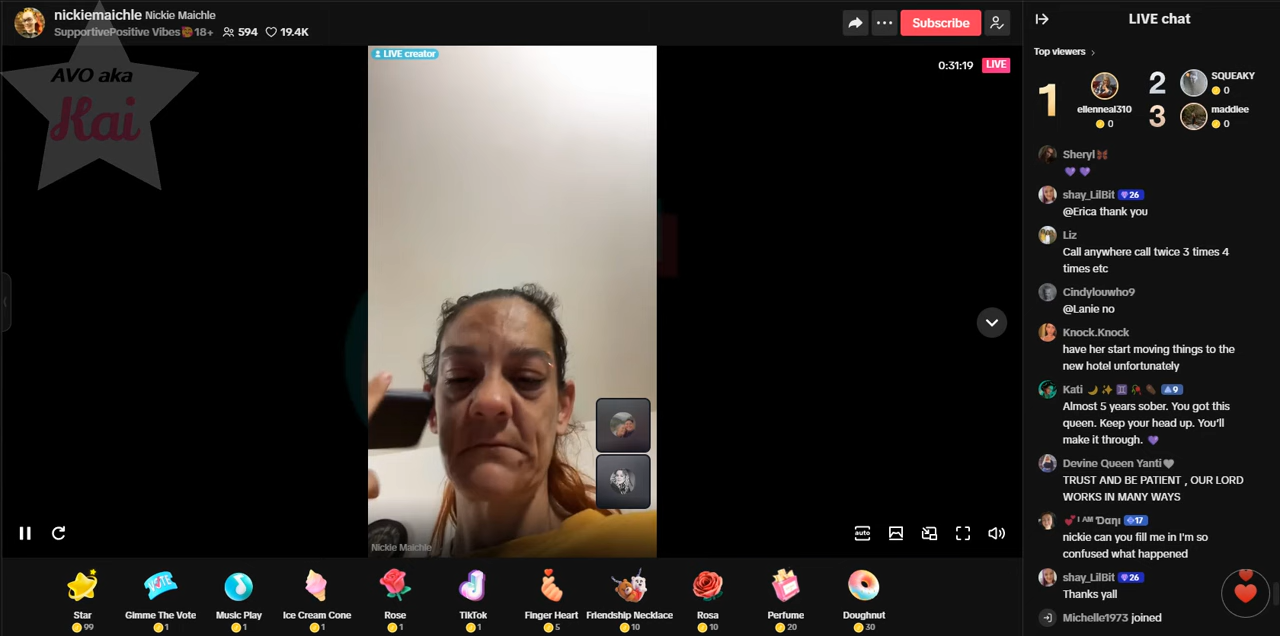 nickiemaichle Nickie Maichle
SupportivePositive Vibes 18+ 594 19.4K
Subscribe
LIVE chat
AVO aka
Kai
LIVE creator
0:31:19 LIVE
Top viewers
1 ellenneal310 0
2 SQUEAKY 0
3 maddlee 0
Sheryl
💜 💜
shay_LilBit 26
@Erica thank you
Liz
Call anywhere call twice 3 times 4
times etc
Cindylouwho9
@Lanie no
Knock.Knock
have her start moving things to the
new hotel unfortunately
Kati 🌙 ✨ ♊ 🥀 9
Almost 5 years sober. You got this
queen. Keep your head up. You'll
make it through. 💜
Devine Queen Yanti
TRUST AND BE PATIENT , OUR LORD
WORKS IN MANY WAYS
💕 I AM Dani 17
nickie can you fill me in I'm so
confused what happened
shay_LilBit 26
Thanks yall
Michelle1973 joined
auto
Nickie Maichle
Star
99
Gimme The Vote
1
Music Play
1
Ice Cream Cone
1
Rose
1
TikTok
1
Finger Heart
5
Friendship Necklace
10
Rosa
10
Perfume
20
Doughnut
30